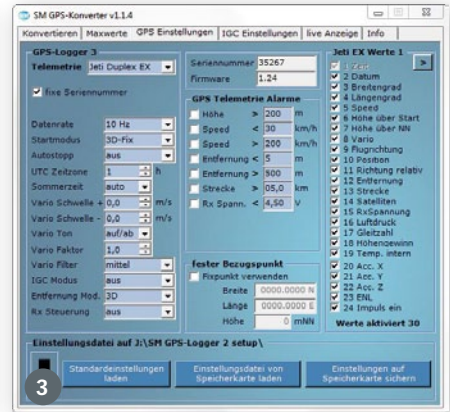 SM GPS-Konverter v1.1.4
Konvertieren Maxwerte GPS Einstellungen IGC Einstellungen live Anzeige Info
GPS-Logger 3
Telemetrie Jeti Duplex EX
fixe Seriennummer
Datenrate 10 Hz
Startmodus 3D-Fix
Autostopp aus
UTC Zeitzone 1 h
Sommerzeit auto
Vario Schwelle + 0,0 m/s
Vario Schwelle - 0,0 m/s
Vario Ton auf/ab
Vario Faktor 1,0
Vario Filter mittel
IGC Modus aus
Entfernung Mod. 3D
Rx Steuerung aus
Seriennummer 35267
Firmware 1.24
GPS Telemetrie Alarme
Höhe > 200 m
Speed < 30 km/h
Speed > 200 km/h
Entfernung < 5 m
Entfernung > 500 m
Strecke > 05,0 km
Rx Spann. < 4,50 V
fester Bezugspunkt
Fixpunkt verwenden
Breite 0000.0000 N
Länge 0000.0000 E
Höhe 0 mNN
Jeti EX Werte 1
>
1 Zeit
2 Datum
3 Breitengrad
4 Längengrad
5 Speed
6 Höhe über Start
7 Höhe über NN
8 Vario
9 Flugrichtung
10 Position
11 Richtung relativ
12 Entfernung
13 Strecke
14 Satelliten
15 RxSpannung
16 Luftdruck
17 Gleitzahl
18 Höhengewinn
19 Temp. intern
20 Acc. X
21 Acc. Y
22 Acc. Z
23 ENL
24 Impuls ein
Werte aktiviert 30
Einstellungsdatei auf J:\SM GPS-Logger 2 setup\
Standardeinstellungen
laden
Einstellungsdatei von
Speicherkarte laden
Einstellungen auf
Speicherkarte sichern
3